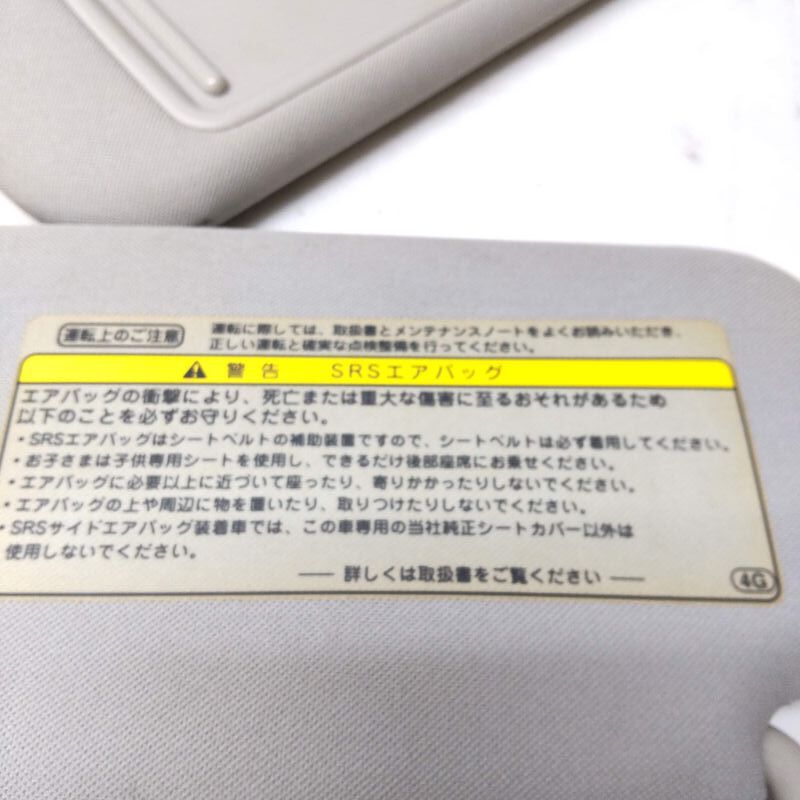 運転上のご注意
運転に際しては、取扱書とメンテナンスノートをよくお読みいただき、
正しい運転と確実な点検整備を行ってください。
警告 SRSエアバッグ
エアバッグの衝撃により、死亡または重大な傷害に至るおそれがあるため
以下のことを必ずお守りください。
・SRSエアバッグはシートベルトの補助装置ですので、シートベルトは必ず着用してください。
・お子さまは子供専用シートを使用し、できるだけ後部座席にお乗せください。
・エアバッグに必要以上に近づいて座ったり、寄りかかったりしないでください。
・エアバッグの上や周辺に物を置いたり、取りつけたりしないでください。
・SRSサイドエアバッグ装着車では、この車専用の当社純正シートカバー以外は
使用しないでください。
── 詳しくは取扱書をご覧ください ──
4G